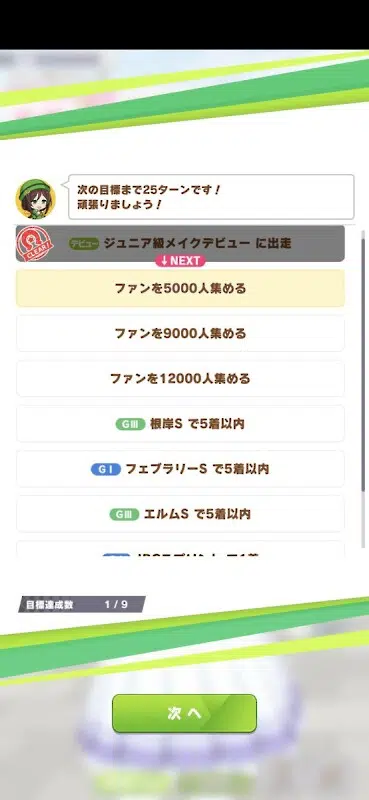 次の目標まで25ターンです!
頑張りましょう!
CLEAR!
デビュー ジュニア級メイクデビュー に出走
↓NEXT
ファンを5000人集める
ファンを9000人集める
ファンを12000人集める
GⅢ 根岸S で5着以内
GⅠ フェブラリーS で5着以内
GⅢ エルムS で5着以内
目標達成数 1 / 9
次へ